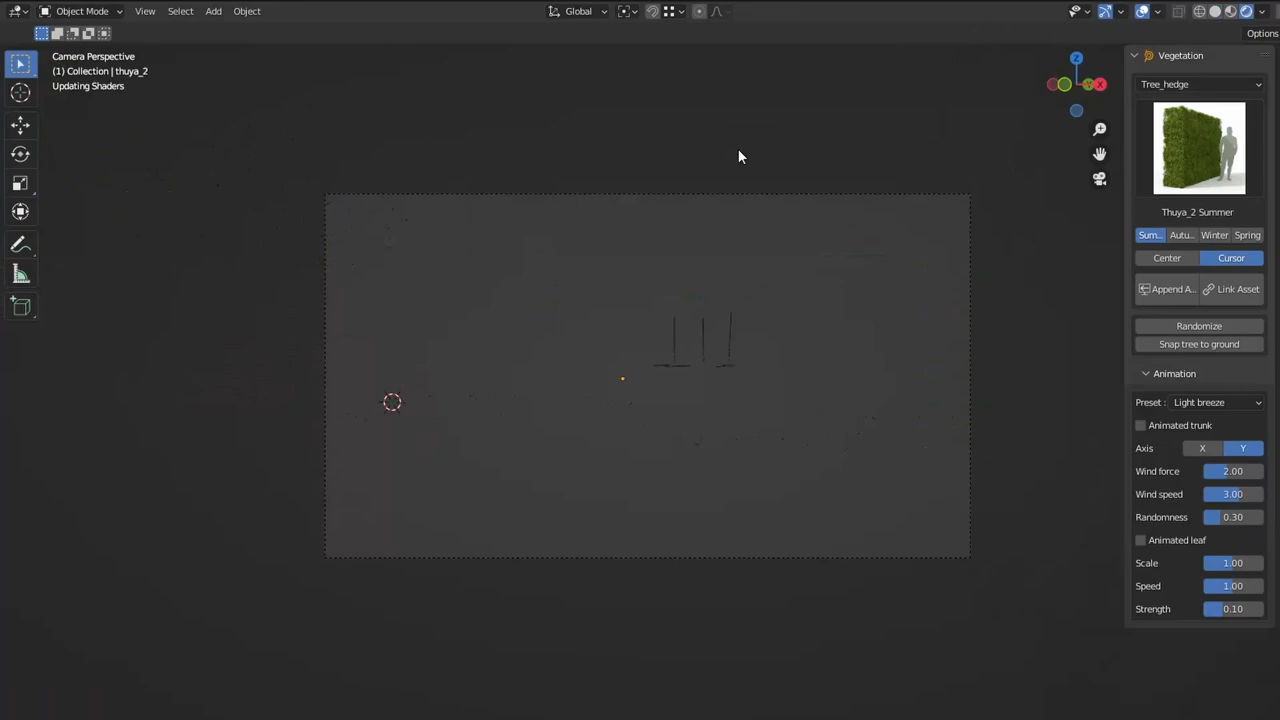 Object Mode View Select Add Object Global
Options
Camera Perspective
(1) Collection | thuya_2
Updating Shaders
Z
X
Vegetation
Tree_hedge
Thuya_2 Summer
Sum... Autu... Winter Spring
Center Cursor
Append A... Link Asset
Randomize
Snap tree to ground
Animation
Preset : Light breeze
Animated trunk
Axis X Y
Wind force 2.00
Wind speed 3.00
Randomness 0.30
Animated leaf
Scale 1.00
Speed 1.00
Strength 0.10